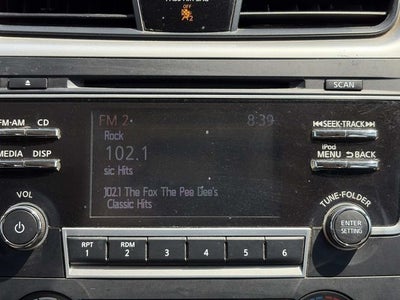 OFF
2
SCAN
FM-AM CD
FM 2
8:39
SEEK·TRACK
Rock
102.1
iPod
MENU BACK
MEDIA DISP
sic Hits
102.1 The Fox The Pee Dee's
Classic Hits
VOL
TUNE·FOLDER
ENTER
SETTING
RPT
1
RDM
2
3
4
5
6